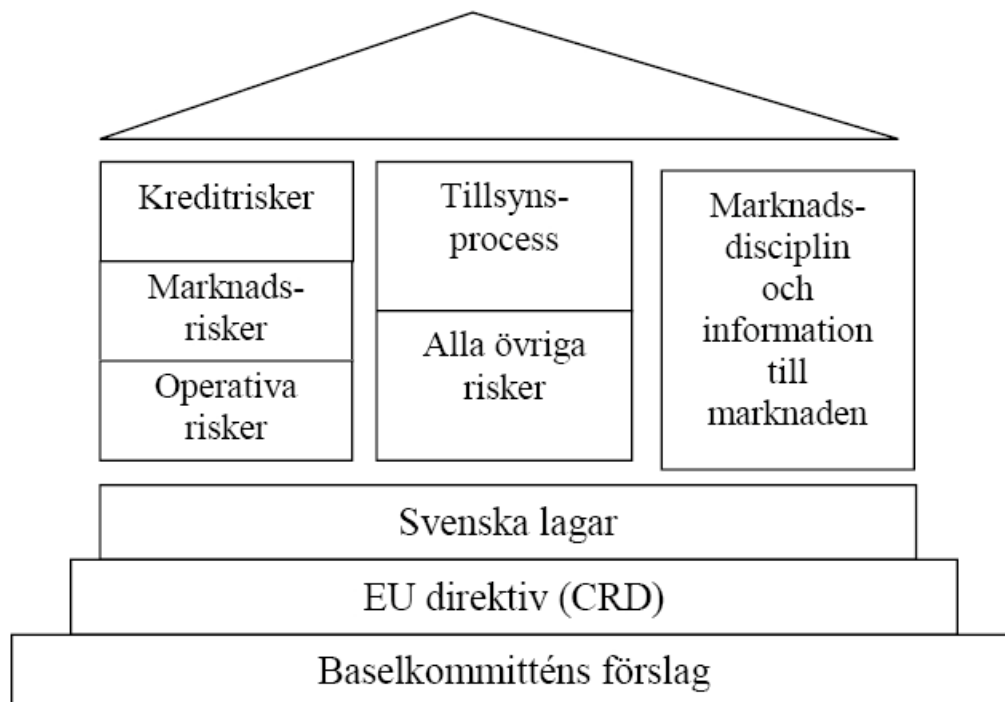 Kreditrisker
Marknads-
risker
Operativa
risker
Tillsyns-
process
Alla övriga
risker
Marknads-
disciplin
och
information
till
marknaden
Svenska lagar
EU direktiv (CRD)
Baselkommitténs förslag